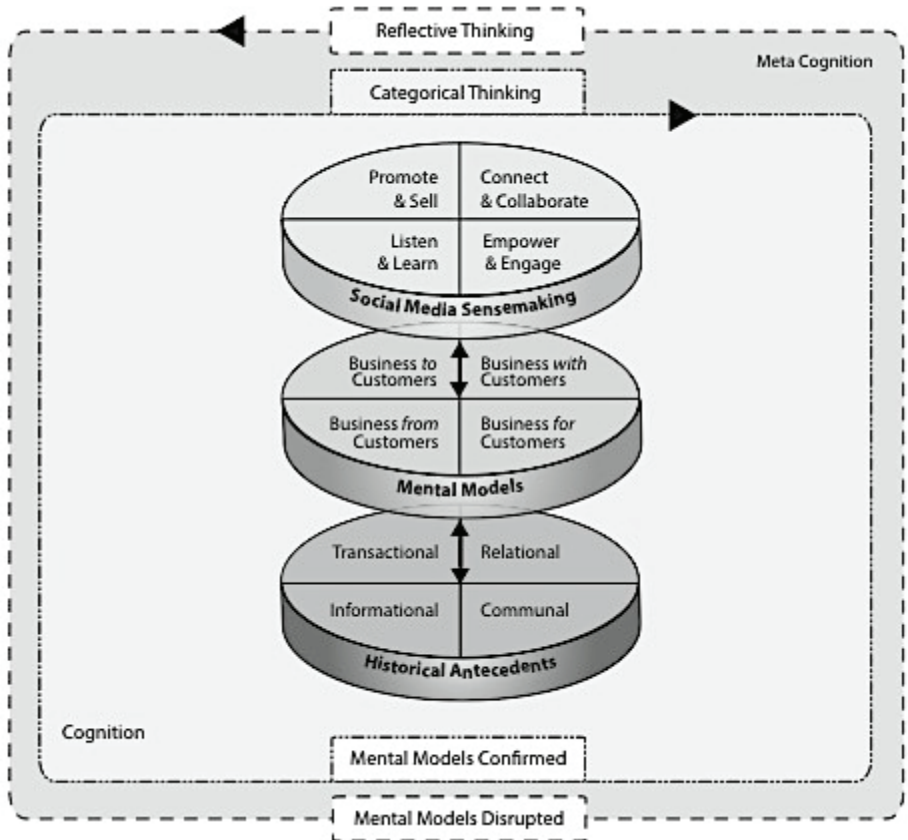 Reflective Thinking
Meta Cognition
Categorical Thinking
Promote
& Sell
Connect
& Collaborate
Listen
& Learn
Empower
& Engage
Social Media Sensemaking
Business to
Customers
Business with
Customers
Business from
Customers
Business for
Customers
Mental Models
Transactional
Relational
Informational
Communal
Historical Antecedents
Cognition
Mental Models Confirmed
Mental Models Disrupted